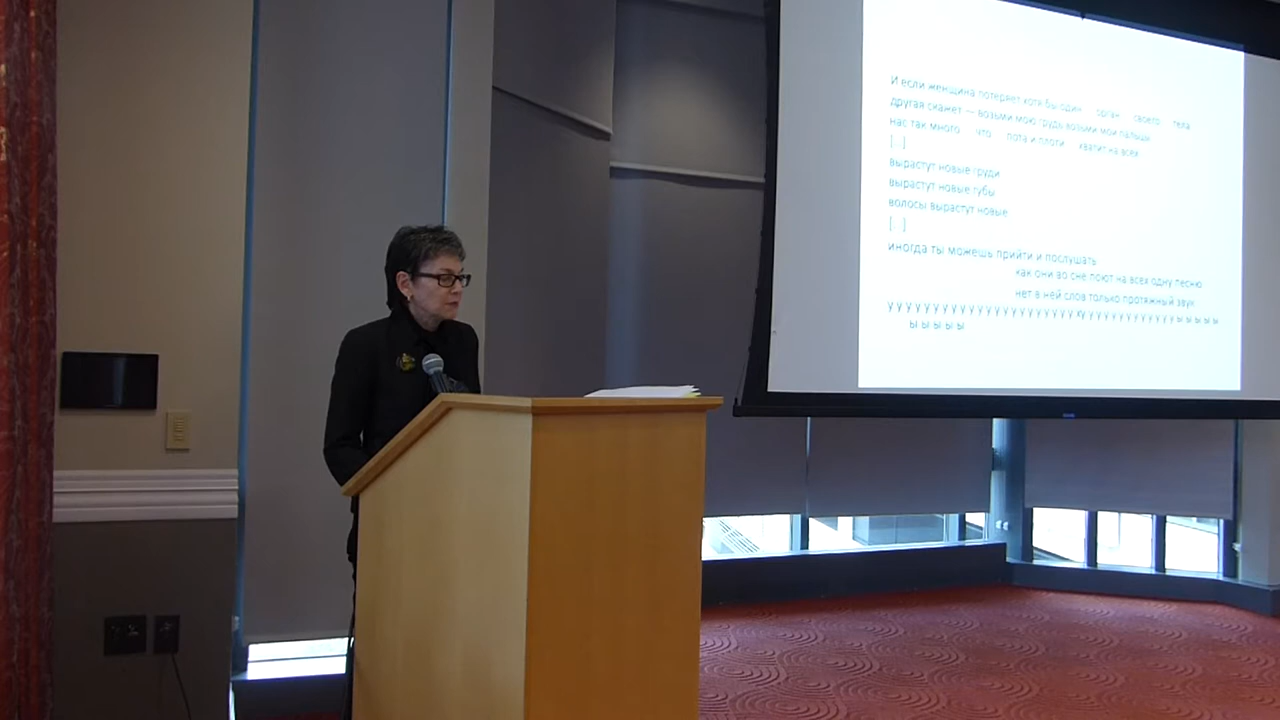 И если женщина потеряет хотя бы один орган своего тела
другая скажет — возьми мою грудь возьми мои пальцы
нас так много что пота и плоти хватит на всех
[...]
вырастут новые груди
вырастут новые губы
волосы вырастут новые
[...]
иногда ты можешь прийти и послушать
как они во сне поют на всех одну песню
нет в ней слов только протяжный звук
у у у у у у у у у у у у у у у у у у у у у ху у у у у у у у у у у у ы ы ы ы ы
ы ы ы ы ы